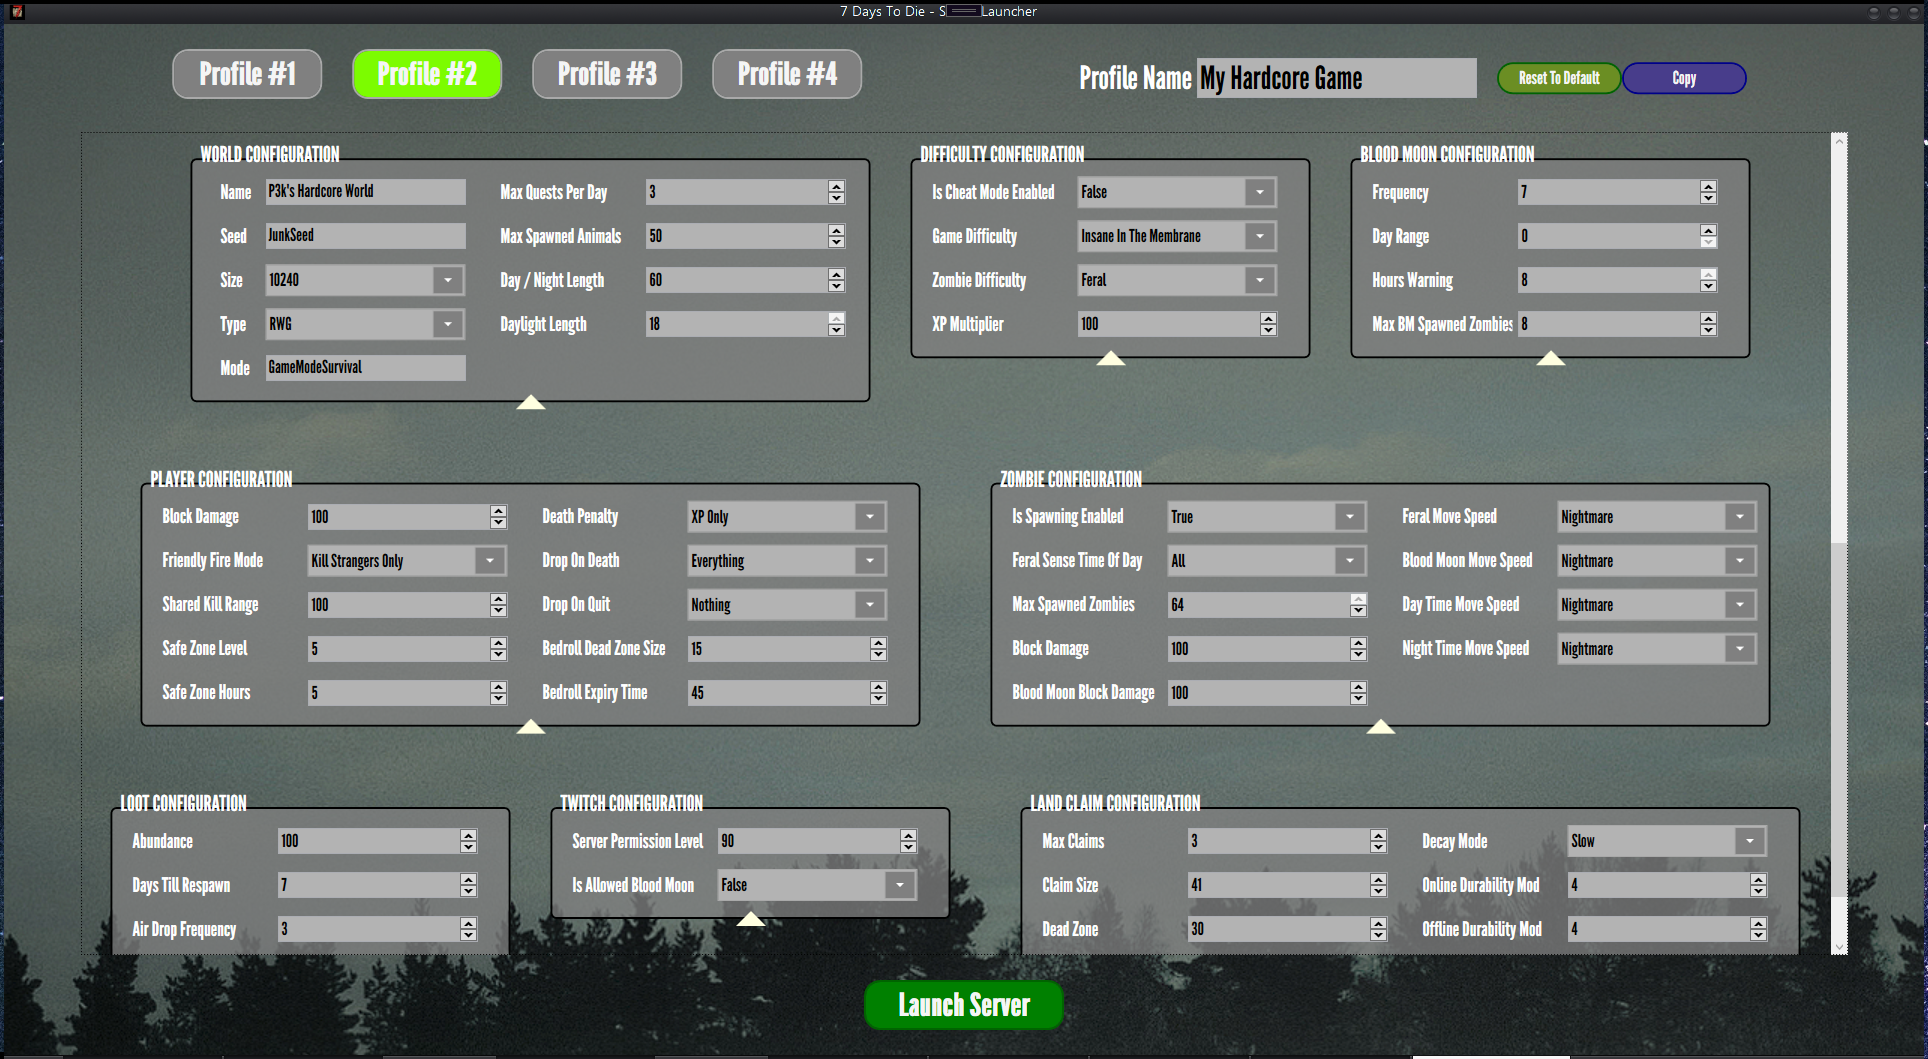 7 Days To Die - S Launcher
Profile #1
Profile #2
Profile #3
Profile #4
Profile Name My Hardcore Game
Reset To Default
Copy
WORLD CONFIGURATION
Name P3k's Hardcore World
Seed JunkSeed
Size 10240
Type RWG
Mode GameModeSurvival
Max Quests Per Day 3
Max Spawned Animals 50
Day / Night Length 60
Daylight Length 18
DIFFICULTY CONFIGURATION
Is Cheat Mode Enabled False
Game Difficulty Insane In The Membrane
Zombie Difficulty Feral
XP Multiplier 100
BLOOD MOON CONFIGURATION
Frequency 7
Day Range 0
Hours Warning 8
Max BM Spawned Zombies 8
PLAYER CONFIGURATION
Block Damage 100
Friendly Fire Mode Kill Strangers Only
Shared Kill Range 100
Safe Zone Level 5
Safe Zone Hours 5
Death Penalty XP Only
Drop On Death Everything
Drop On Quit Nothing
Bedroll Dead Zone Size 15
Bedroll Expiry Time 45
ZOMBIE CONFIGURATION
Is Spawning Enabled True
Feral Sense Time Of Day All
Max Spawned Zombies 64
Block Damage 100
Blood Moon Block Damage 100
Feral Move Speed Nightmare
Blood Moon Move Speed Nightmare
Day Time Move Speed Nightmare
Night Time Move Speed Nightmare
LOOT CONFIGURATION
Abundance 100
Days Till Respawn 7
Air Drop Frequency 3
TWITCH CONFIGURATION
Server Permission Level 90
Is Allowed Blood Moon False
LAND CLAIM CONFIGURATION
Max Claims 3
Claim Size 41
Dead Zone 30
Decay Mode Slow
Online Durability Mod 4
Offline Durability Mod 4
Launch Server